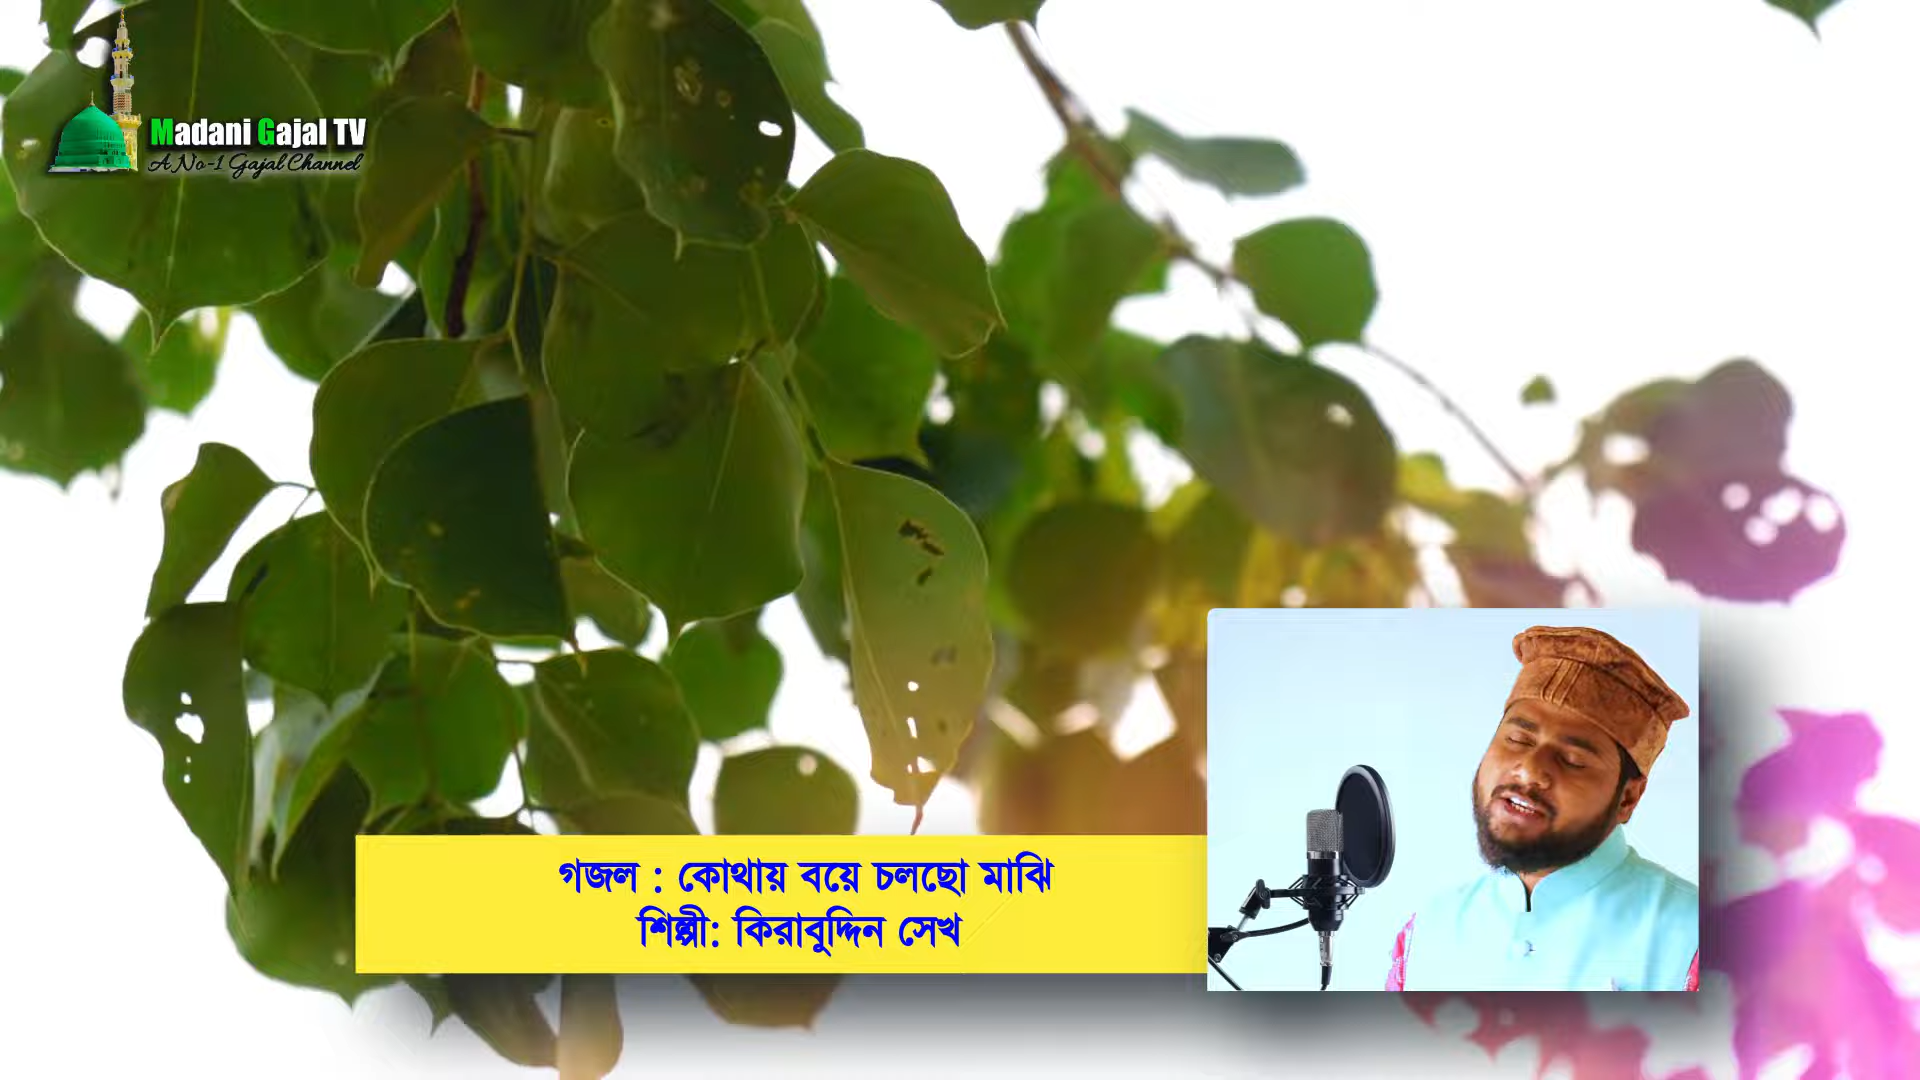 Madani Gajal TV
A No-1 Gajal Channel
গজল : কোথায় বয়ে চলছো মাঝি
শিল্পী: কিরাবুদ্দিন সেখ